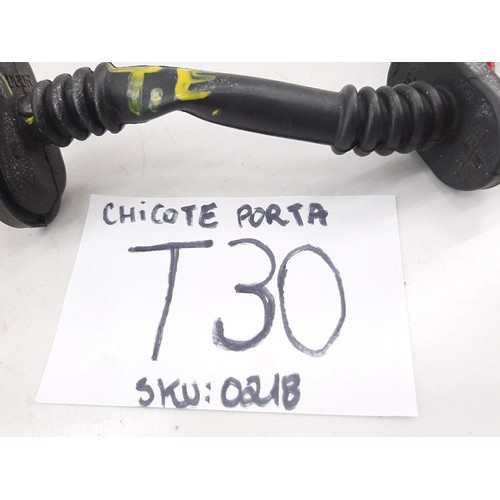 T.E
CHICOTE PORTA
T30
SKU: 0218